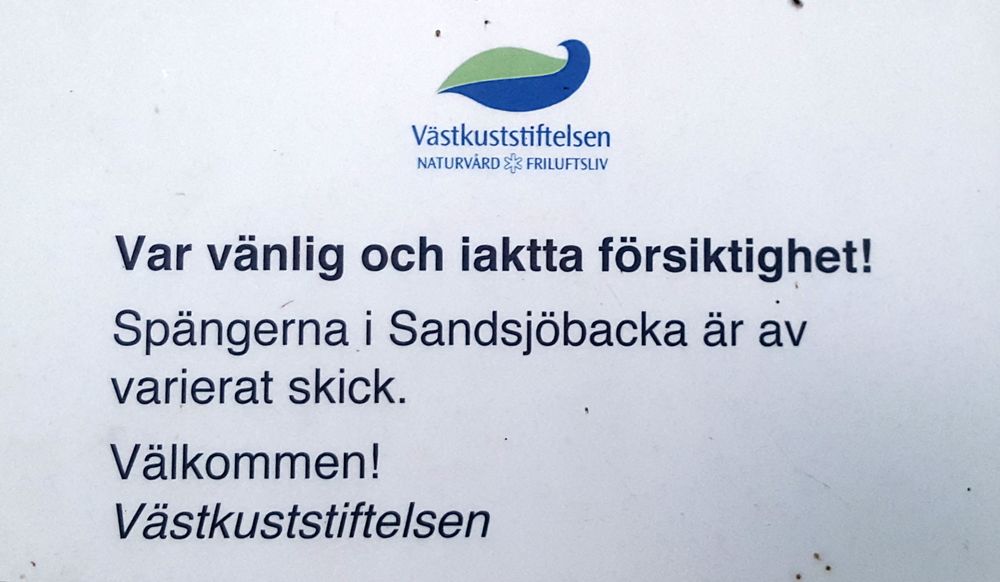 Västkuststiftelsen
NATURVÅRD FRILUFTSLIV
Var vänlig och iaktta försiktighet!
Spängerna i Sandsjöbacka är av
varierat skick.
Välkommen!
Västkuststiftelsen